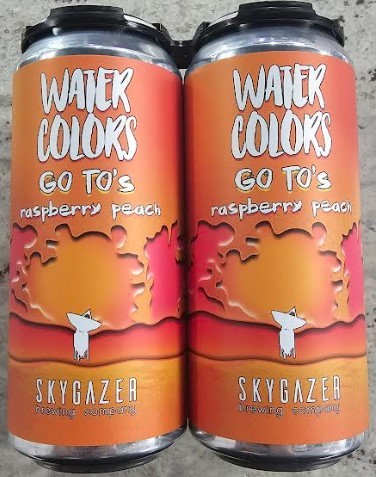 WATER
COLORS
GO TO's
raspberry peach
SKYGAZER
brewing company
WATER
COLORS
GO TO's
raspberry peach
SKYGAZER
brewing company